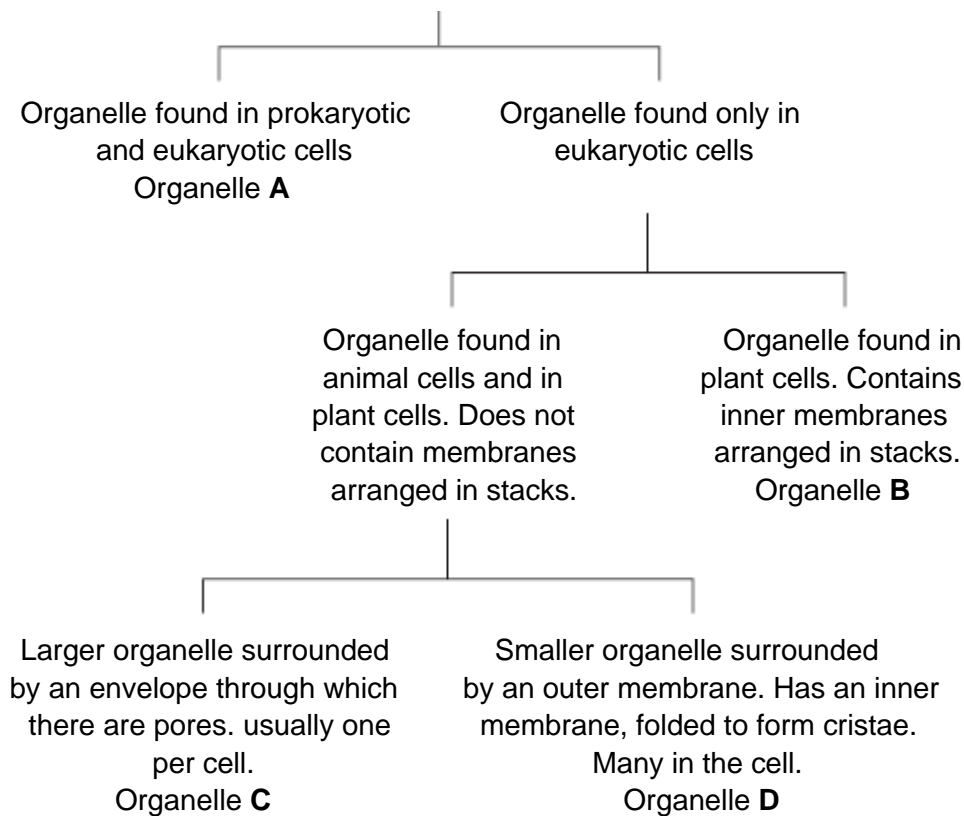 Organelle found in prokaryotic
and eukaryotic cells
Organelle A
Organelle found only in
eukaryotic cells
Organelle found in
animal cells and in
plant cells. Does not
contain membranes
arranged in stacks.
Organelle found in
plant cells. Contains
inner membranes
arranged in stacks.
Organelle B
Larger organelle surrounded
by an envelope through which
there are pores. usually one
per cell.
Organelle C
Smaller organelle surrounded
by an outer membrane. Has an inner
membrane, folded to form cristae.
Many in the cell.
Organelle D